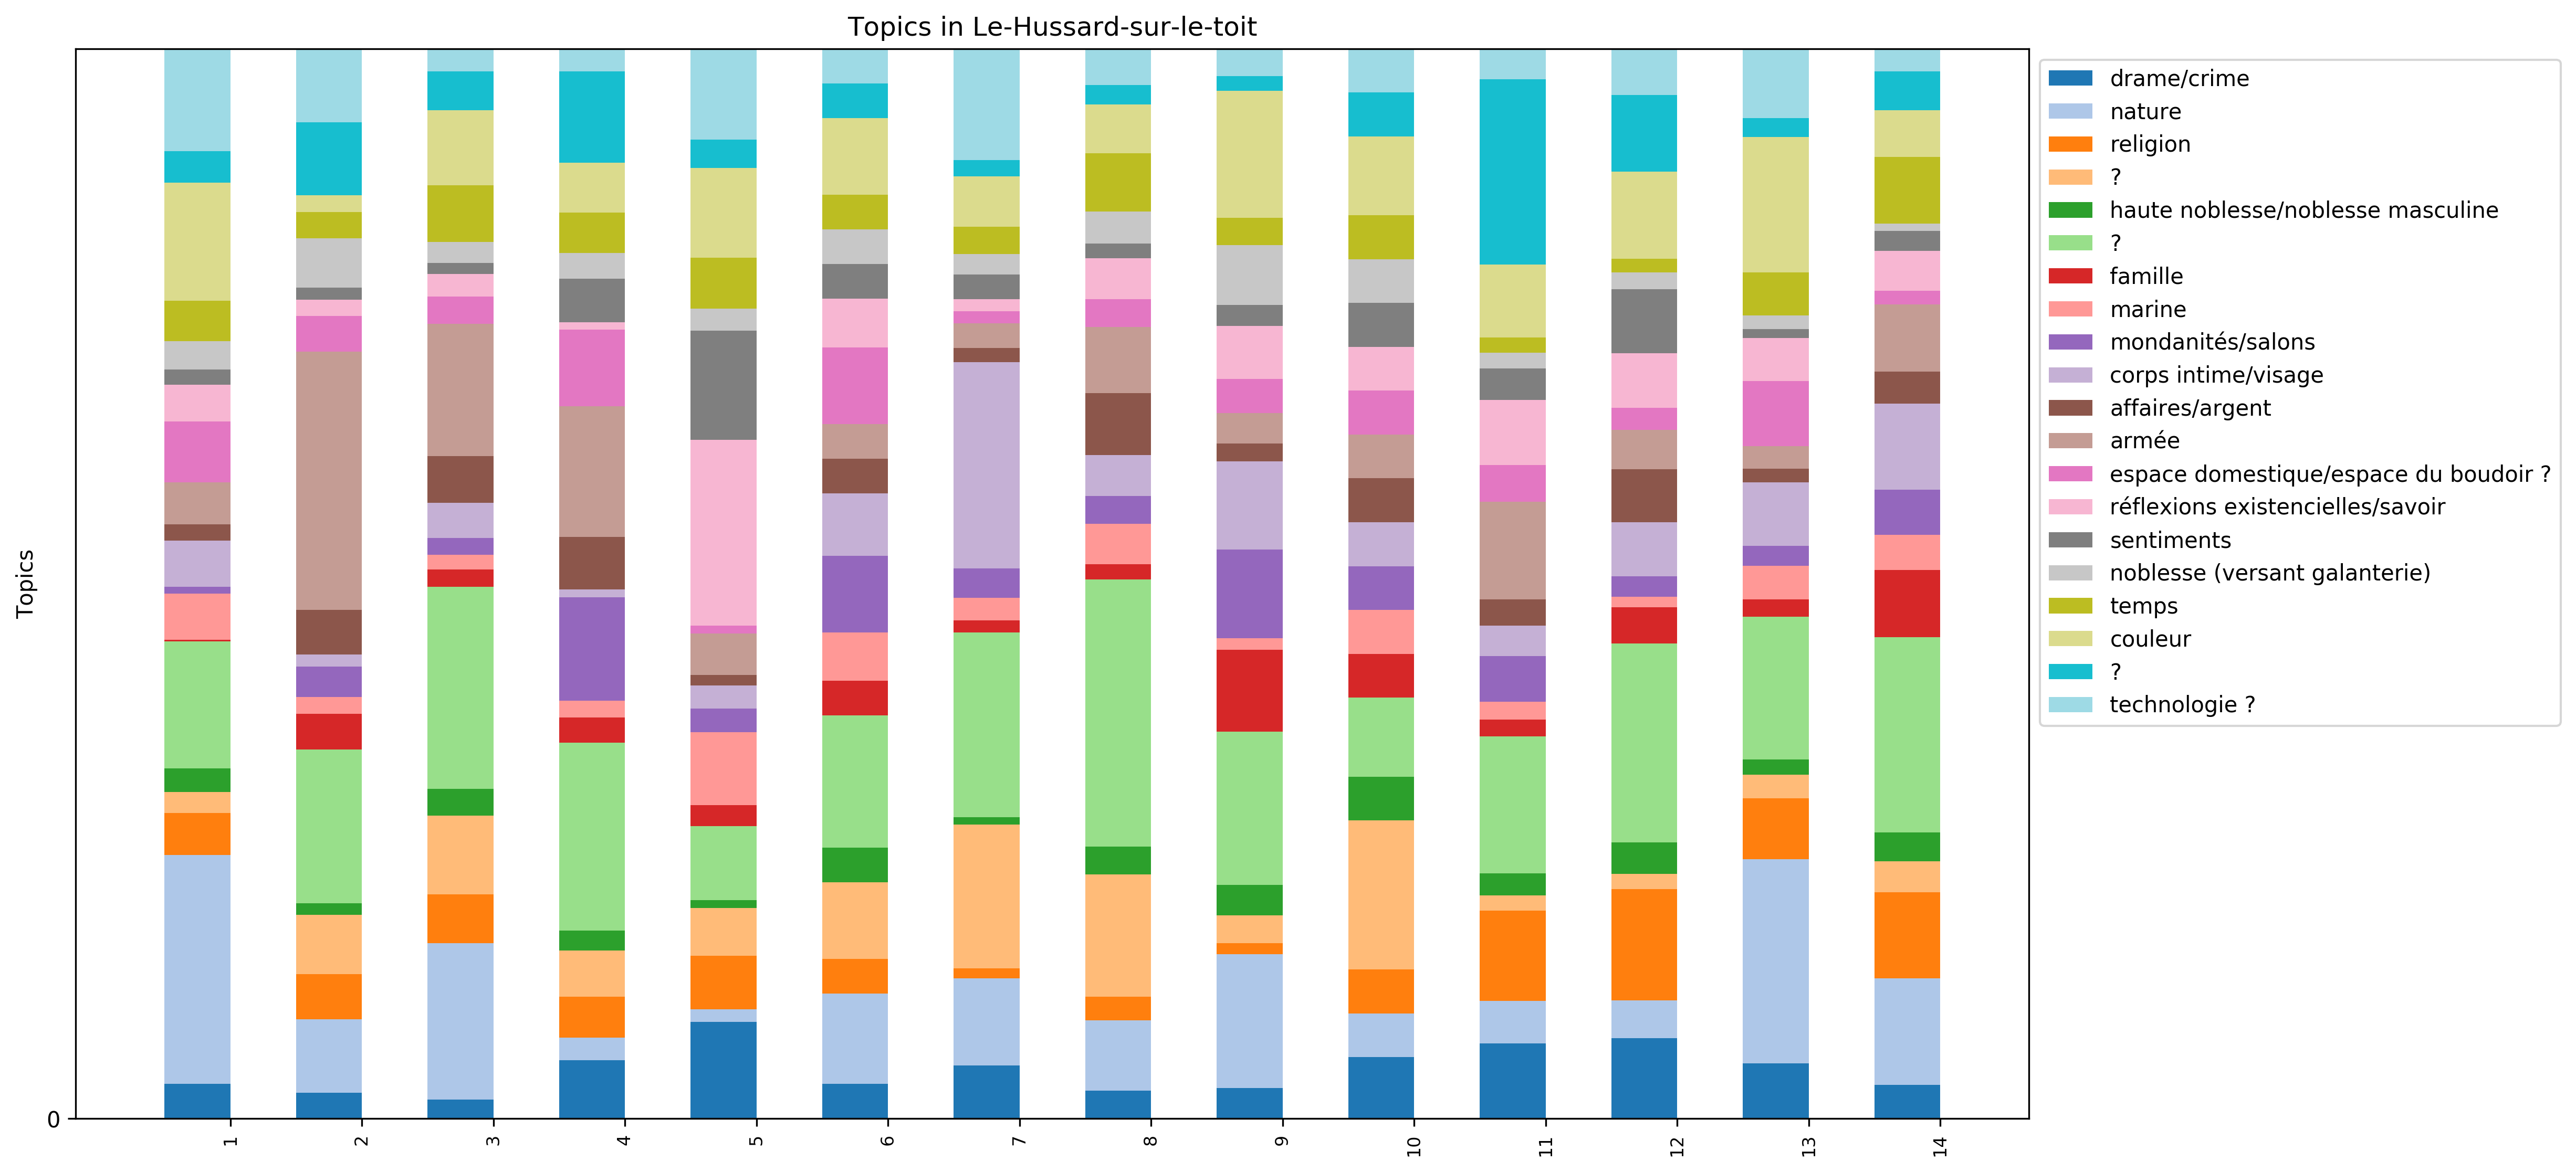 Topics in Le-Hussard-sur-le-toit
Topics
0
1
2
3
4
5
6
7
8
9
10
11
12
13
14
drame/crime
nature
religion
?
haute noblesse/noblesse masculine
?
famille
marine
mondanités/salons
corps intime/visage
affaires/argent
armée
espace domestique/espace du boudoir ?
réflexions existencielles/savoir
sentiments
noblesse (versant galanterie)
temps
couleur
?
technologie ?